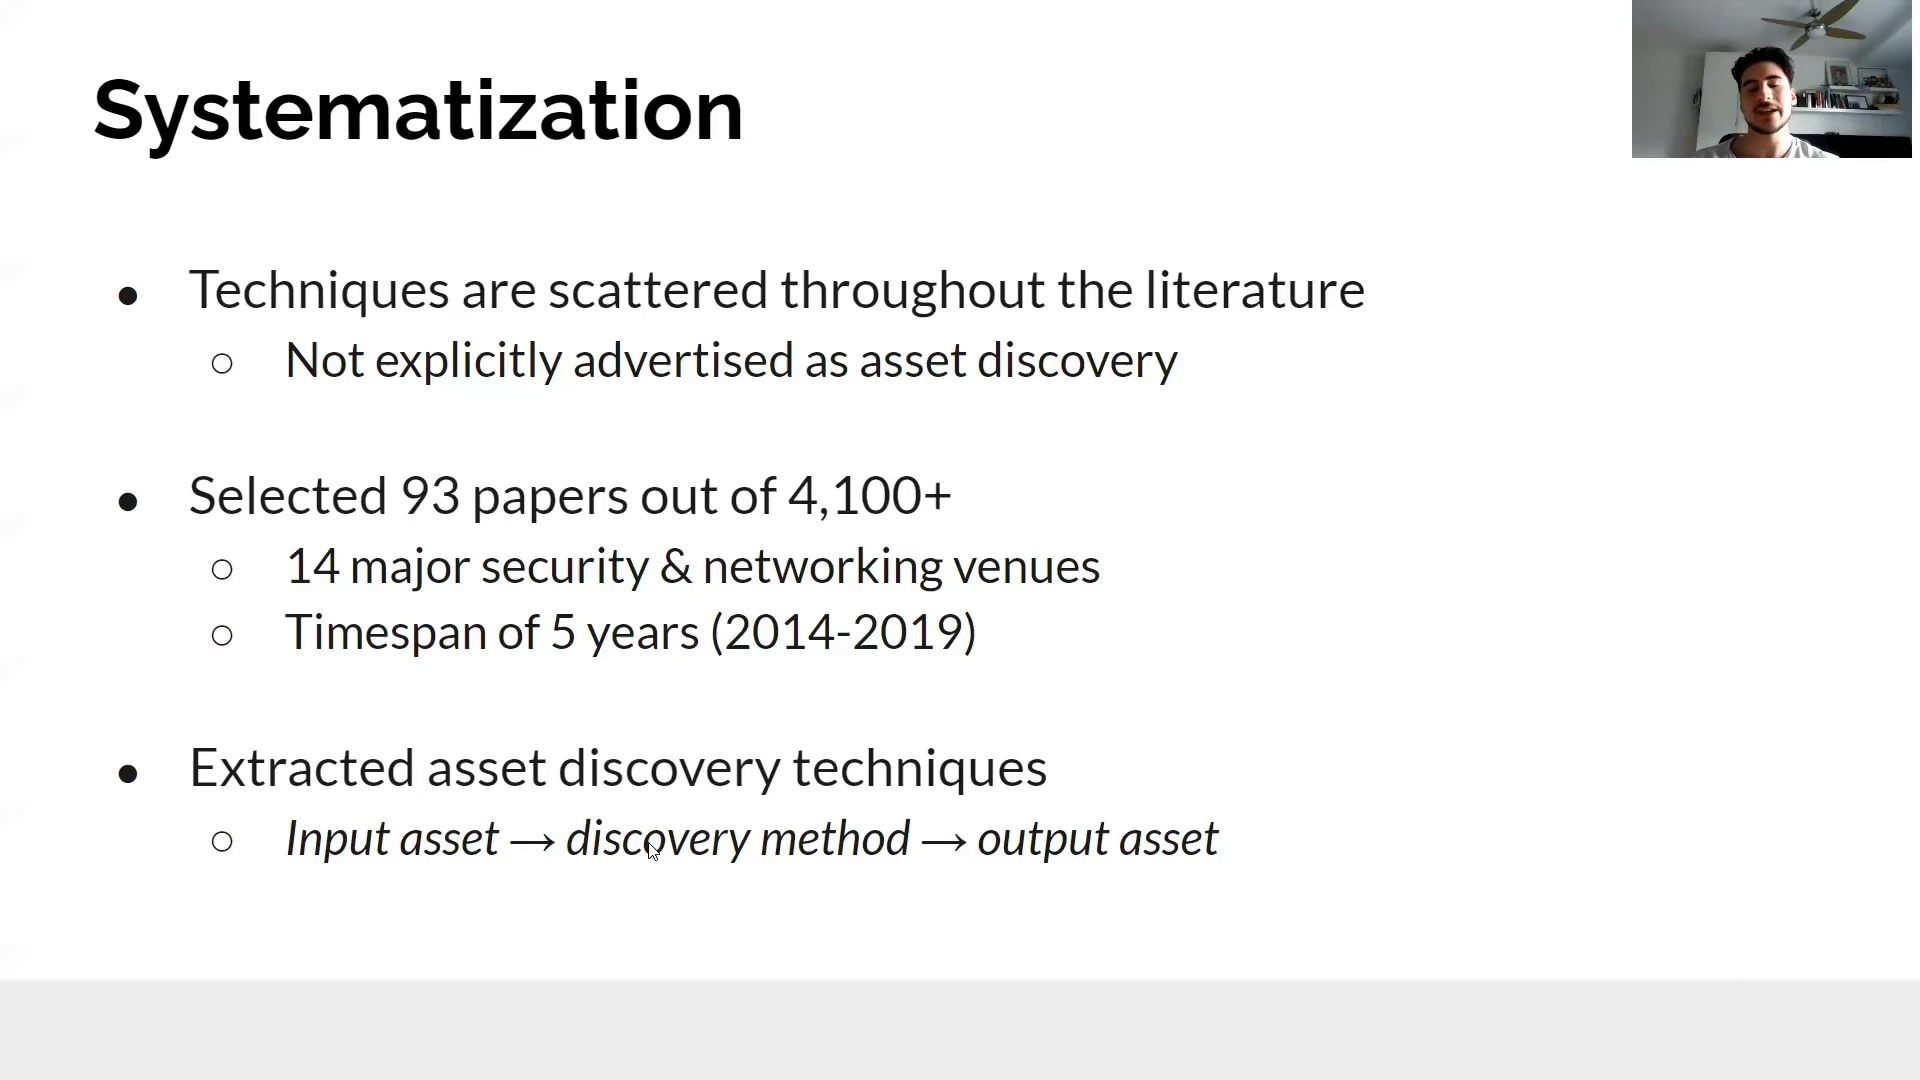 Systematization
● Techniques are scattered throughout the literature
○ Not explicitly advertised as asset discovery
● Selected 93 papers out of 4,100+
○ 14 major security & networking venues
○ Timespan of 5 years (2014-2019)
● Extracted asset discovery techniques
○ Input asset → discovery method → output asset